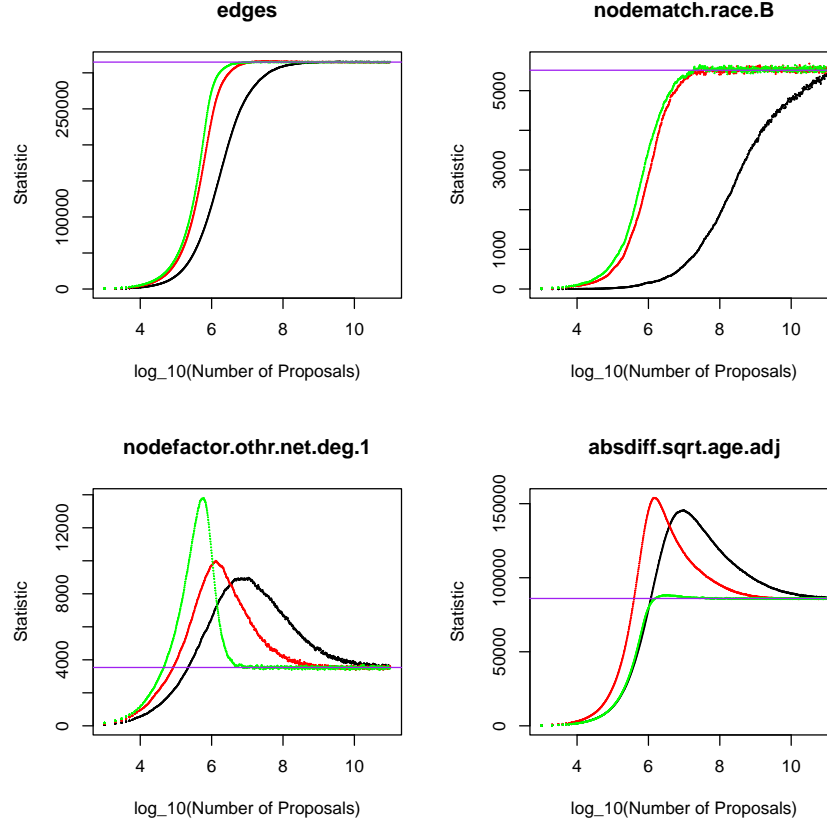 edges
Statistic
0
100000
250000
4
6
8
10
log_10(Number of Proposals)
nodematch.race.B
Statistic
0
1000
3000
5000
4
6
8
10
log_10(Number of Proposals)
nodefactor.othr.net.deg.1
Statistic
0
4000
8000
12000
4
6
8
10
log_10(Number of Proposals)
absdiff.sqrt.age.adj
Statistic
0
50000
100000
150000
4
6
8
10
log_10(Number of Proposals)